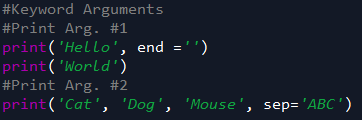 #Keyword Arguments
#Print Arg. #1
print('Hello', end ='')
print('World')
#Print Arg. #2
print('Cat', 'Dog', 'Mouse', sep='ABC')